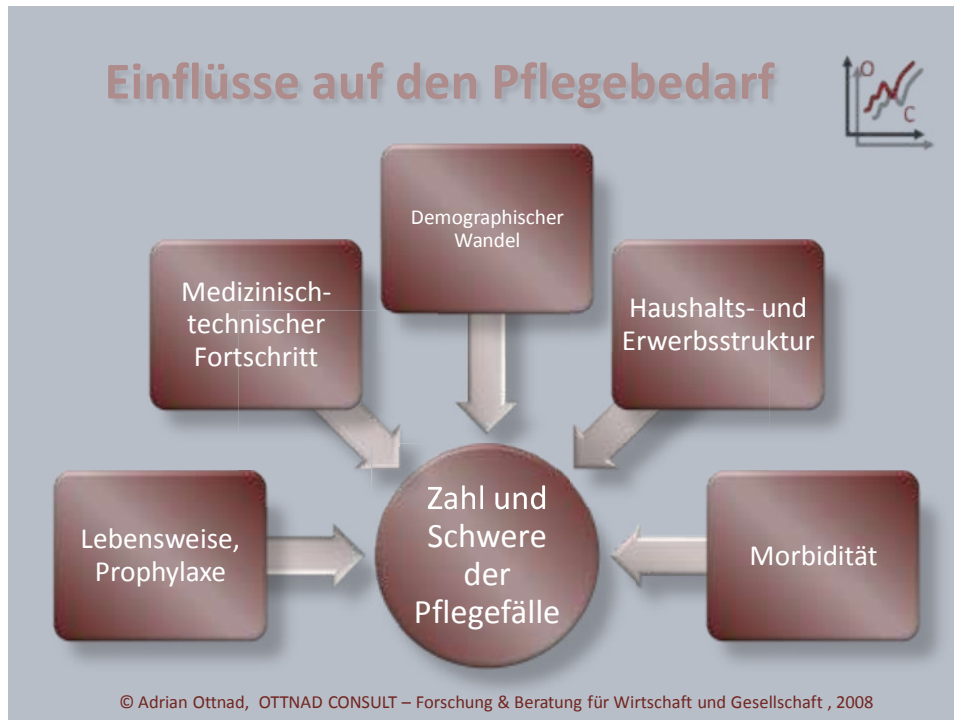 Einflüsse auf den Pflegebedarf
O
C
Demographischer
Wandel
Medizinisch-
technischer
Fortschritt
Haushalts- und
Erwerbsstruktur
Lebensweise,
Prophylaxe
Zahl und
Schwere
der
Pflegefälle
Morbidität
© Adrian Ottnad, OTTNAD CONSULT – Forschung & Beratung für Wirtschaft und Gesellschaft , 2008